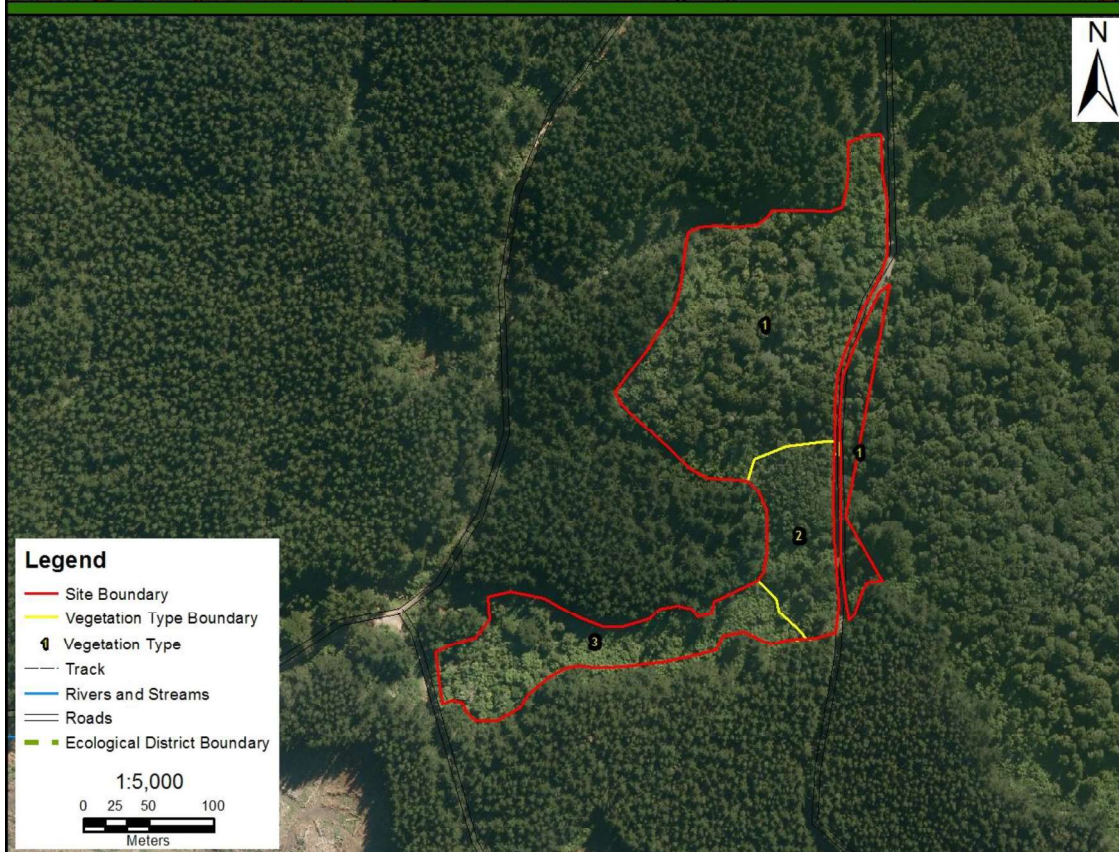 N
1
1
2
3
Legend
Site Boundary
Vegetation Type Boundary
1 Vegetation Type
Track
Rivers and Streams
Roads
Ecological District Boundary
1:5,000
0 25 50 100
Meters